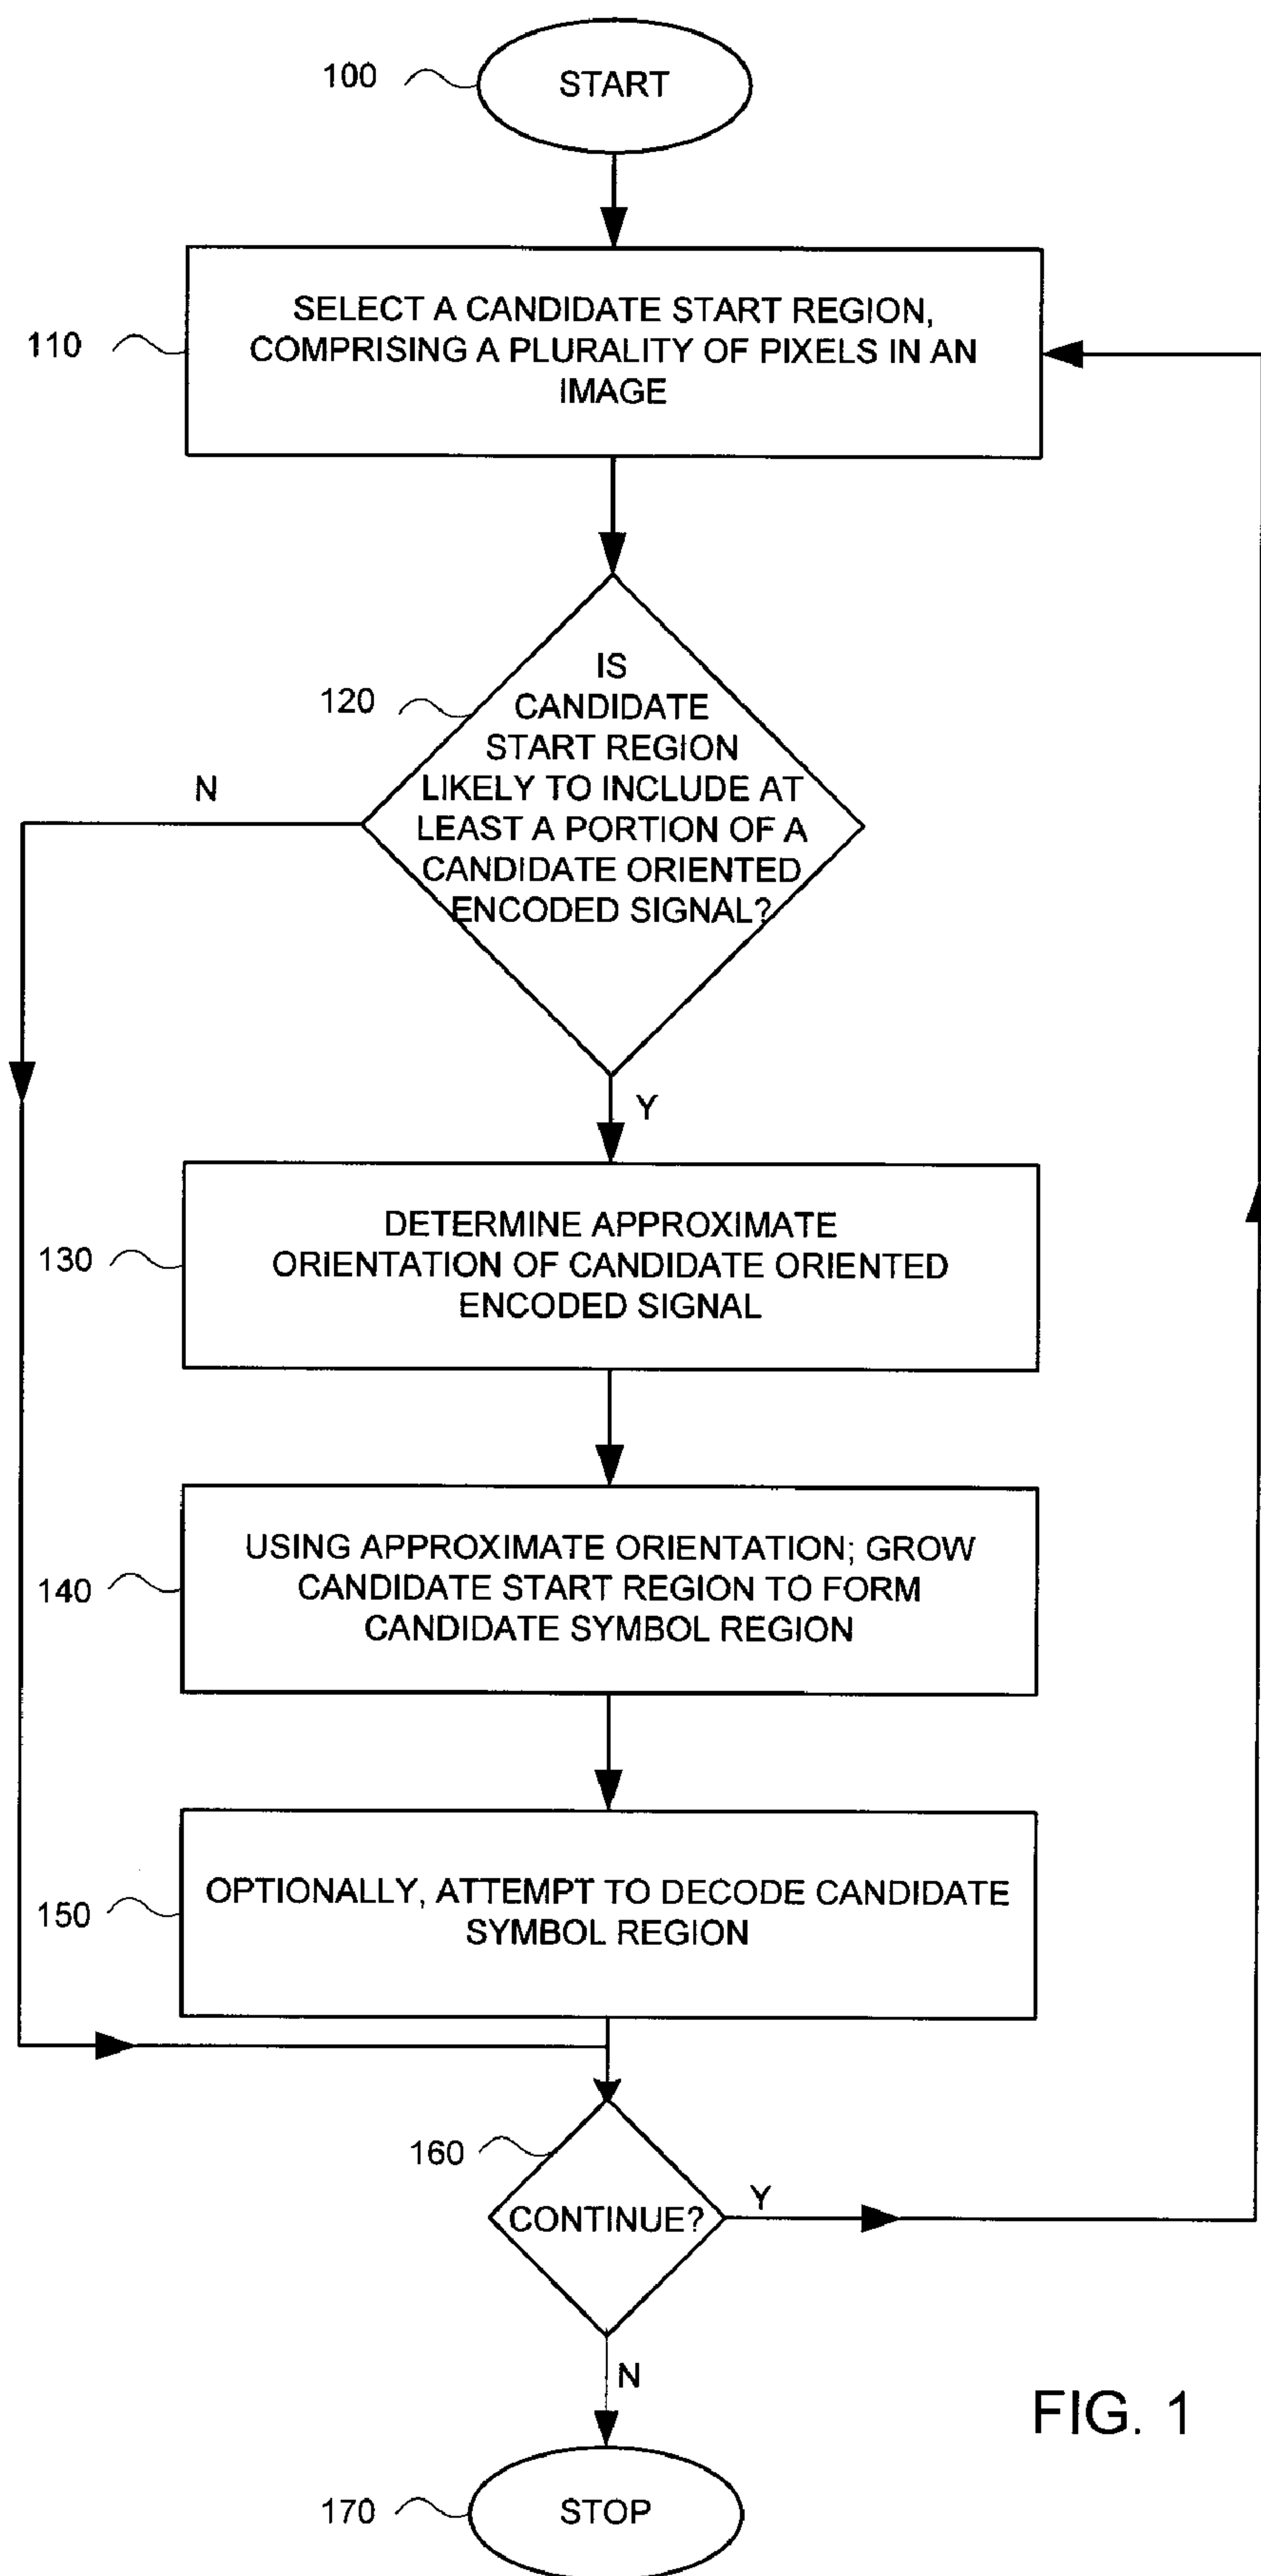 100
START
110
SELECT A CANDIDATE START REGION,
COMPRISING A PLURALITY OF PIXELS IN AN
IMAGE
120
IS
CANDIDATE
START REGION
LIKELY TO INCLUDE AT
LEAST A PORTION OF A
CANDIDATE ORIENTED
ENCODED SIGNAL?
N
Y
130
DETERMINE APPROXIMATE
ORIENTATION OF CANDIDATE ORIENTED
ENCODED SIGNAL
140
USING APPROXIMATE ORIENTATION; GROW
CANDIDATE START REGION TO FORM
CANDIDATE SYMBOL REGION
150
OPTIONALLY, ATTEMPT TO DECODE CANDIDATE
SYMBOL REGION
160
CONTINUE?
Y
N
FIG. 1
170
STOP